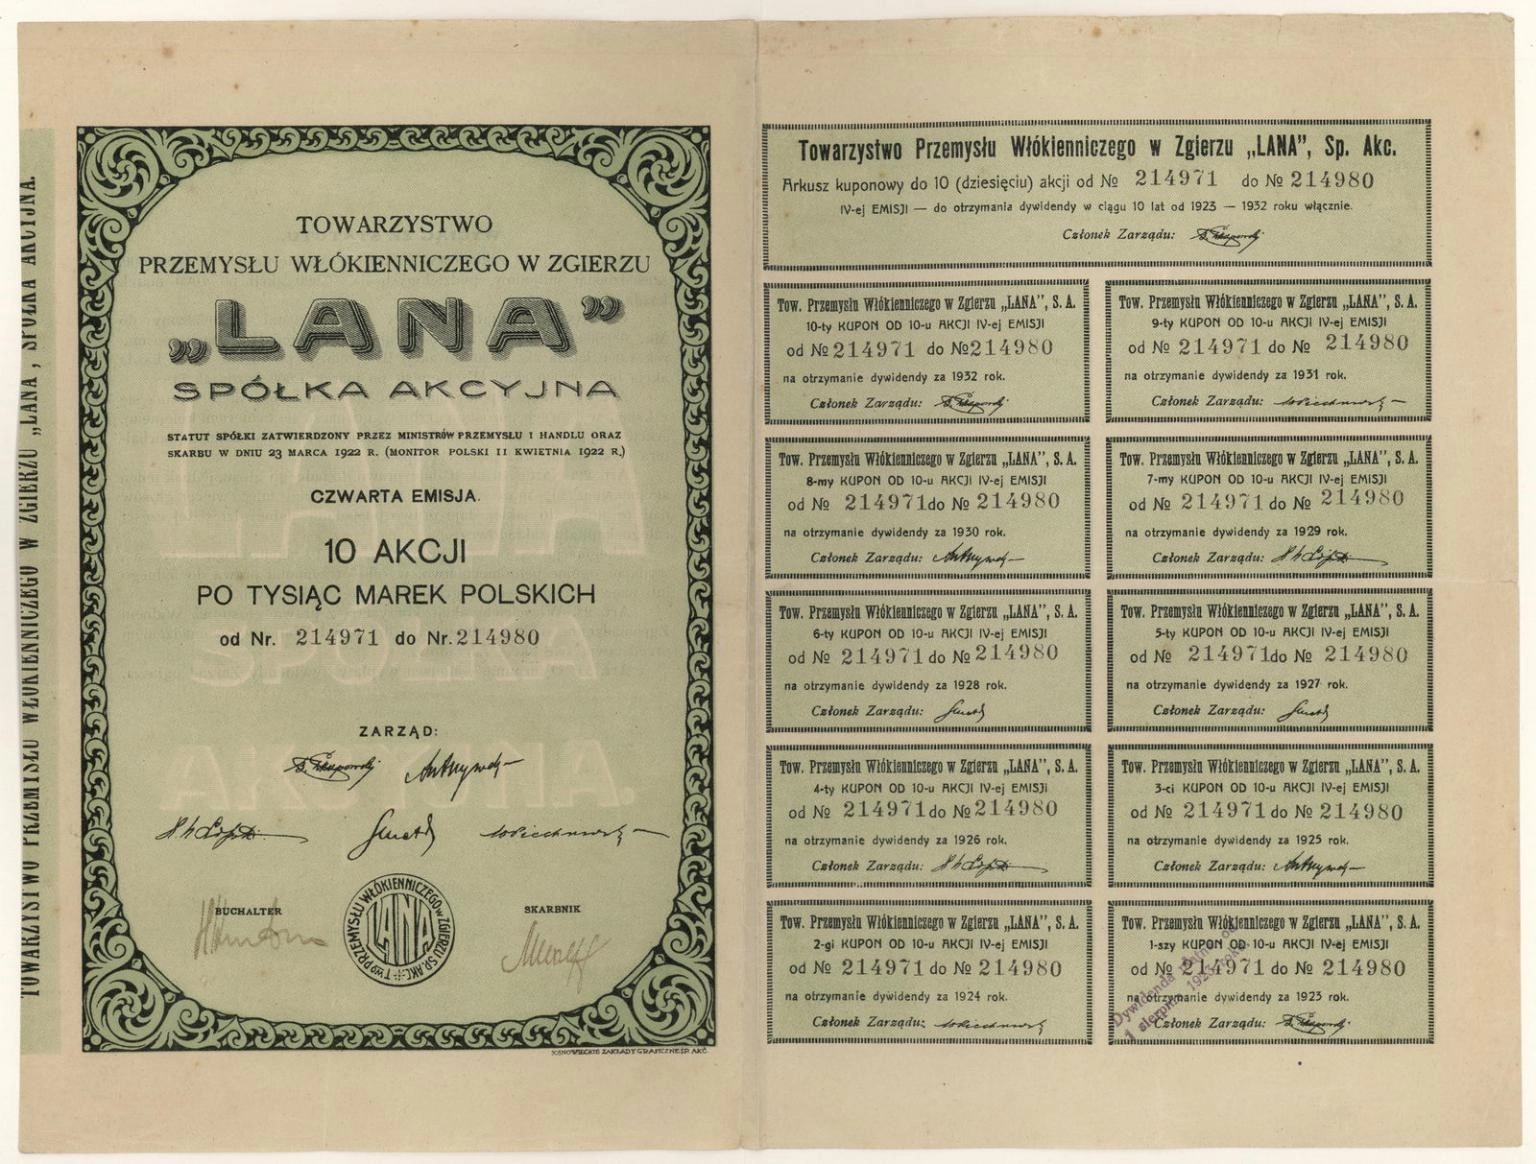 TOWARZYSTWO PRZEMYSŁU WŁÓKIENNICZEGO W ZGIERZU „LANA", SPÓŁKA AKCYJNA.
TOWARZYSTWO
PRZEMYSŁU WŁÓKIENNICZEGO W ZGIERZU
„LANA”
SPÓŁKA AKCYJNA
STATUT SPÓŁKI ZATWIERDZONY PRZEZ MINISTRÓW PRZEMYSŁU I HANDLU ORAZ
SKARBU W DNIU 23 MARCA 1922 R. (MONITOR POLSKI 11 KWIETNIA 1922 R.)
CZWARTA EMISJA.
10 AKCJI
PO TYSIĄC MAREK POLSKICH
od Nr. 214971 do Nr. 214980
ZARZĄD:
BUCHALTER
SKARBNIK
LANA
Two PRZEMYSŁU WŁÓKIENNICZEGO W ZGIERZU SP. AKC.
Towarzystwo Przemysłu Włókienniczego w Zgierzu „LANA”, Sp. Akc.
Arkusz kuponowy do 10 (dziesięciu) akcji od № 214971 do № 214980
IV-ej EMISJI — do otrzymania dywidendy w ciągu 10 lat od 1923 — 1932 roku włącznie.
Członek Zarządu:
Tow. Przemysłu Włókienniczego w Zgierzu „LANA”, S. A.
10-ty KUPON OD 10-u AKCJI IV-ej EMISJI
od № 214971 do № 214980
na otrzymanie dywidendy za 1932 rok.
Członek Zarządu:
Tow. Przemysłu Włókienniczego w Zgierzu „LANA”, S. A.
9-ty KUPON OD 10-u AKCJI IV-ej EMISJI
od № 214971 do № 214980
na otrzymanie dywidendy za 1931 rok.
Członek Zarządu:
Tow. Przemysłu Włókienniczego w Zgierzu „LANA”, S. A.
8-my KUPON OD 10-u AKCJI IV-ej EMISJI
od № 214971 do № 214980
na otrzymanie dywidendy za 1930 rok.
Członek Zarządu:
Tow. Przemysłu Włókienniczego w Zgierzu „LANA”, S. A.
7-my KUPON OD 10-u AKCJI IV-ej EMISJI
od № 214971 do № 214980
na otrzymanie dywidendy za 1929 rok.
Członek Zarządu:
Tow. Przemysłu Włókienniczego w Zgierzu „LANA”, S. A.
6-ty KUPON OD 10-u AKCJI IV-ej EMISJI
od № 214971 do № 214980
na otrzymanie dywidendy za 1928 rok.
Członek Zarządu:
Tow. Przemysłu Włókienniczego w Zgierzu „LANA”, S. A.
5-ty KUPON OD 10-u AKCJI IV-ej EMISJI
od № 214971 do № 214980
na otrzymanie dywidendy za 1927 rok.
Członek Zarządu:
Tow. Przemysłu Włókienniczego w Zgierzu „LANA”, S. A.
4-ty KUPON OD 10-u AKCJI IV-ej EMISJI
od № 214971 do № 214980
na otrzymanie dywidendy za 1926 rok.
Członek Zarządu:
Tow. Przemysłu Włókienniczego w Zgierzu „LANA”, S. A.
3-ci KUPON OD 10-u AKCJI IV-ej EMISJI
od № 214971 do № 214980
na otrzymanie dywidendy za 1925 rok.
Członek Zarządu:
Tow. Przemysłu Włókienniczego w Zgierzu „LANA”, S. A.
2-gi KUPON OD 10-u AKCJI IV-ej EMISJI
od № 214971 do № 214980
na otrzymanie dywidendy za 1924 rok.
Członek Zarządu:
Tow. Przemysłu Włókienniczego w Zgierzu „LANA”, S. A.
1-szy KUPON OD 10-u AKCJI IV-ej EMISJI
od № 214971 do № 214980
na otrzymanie dywidendy za 1923 rok.
Członek Zarządu:
Dywidenda od
1 sierpnia 1923
ZAKŁADY GRAFICZNE SP. AKC.